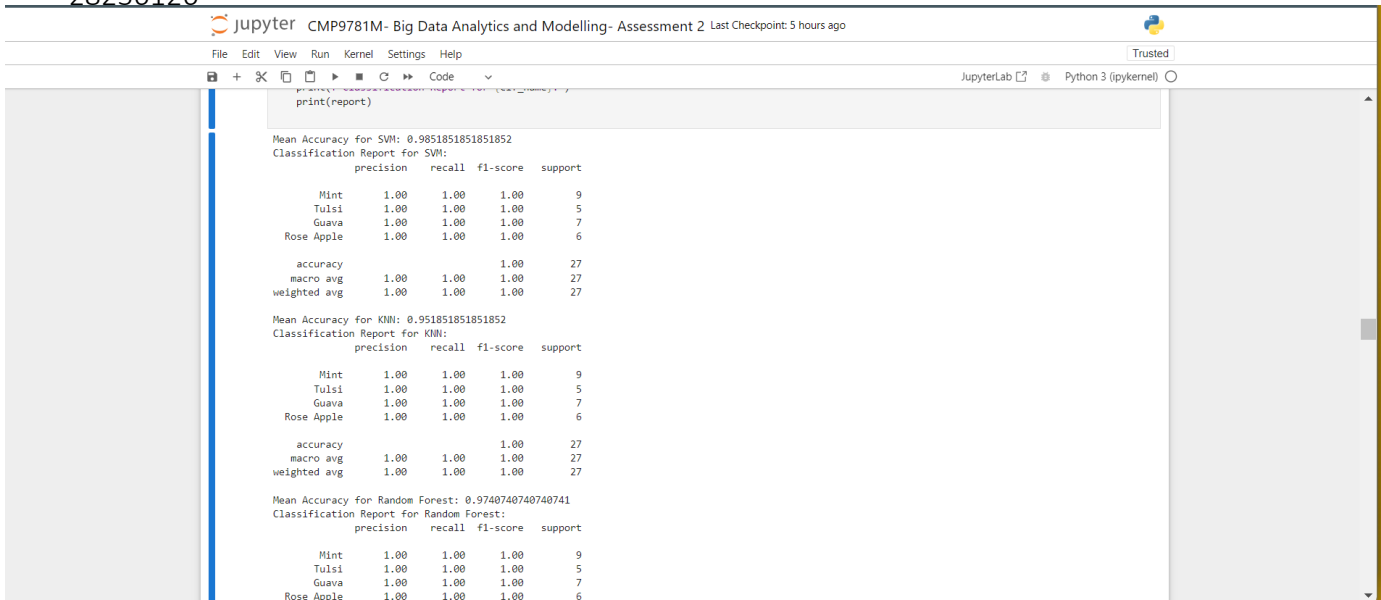 28250120
jupyter CMP9781M- Big Data Analytics and Modelling- Assessment 2 Last Checkpoint: 5 hours ago
File Edit View Run Kernel Settings Help Trusted
Code JupyterLab Python 3 (ipykernel)
print(f"Classification Report for {clf_name}:")
print(report)
Mean Accuracy for SVM: 0.9851851851851852
Classification Report for SVM:
precision recall f1-score support
Mint 1.00 1.00 1.00 9
Tulsi 1.00 1.00 1.00 5
Guava 1.00 1.00 1.00 7
Rose Apple 1.00 1.00 1.00 6
accuracy 1.00 27
macro avg 1.00 1.00 1.00 27
weighted avg 1.00 1.00 1.00 27
Mean Accuracy for KNN: 0.951851851851852
Classification Report for KNN:
precision recall f1-score support
Mint 1.00 1.00 1.00 9
Tulsi 1.00 1.00 1.00 5
Guava 1.00 1.00 1.00 7
Rose Apple 1.00 1.00 1.00 6
accuracy 1.00 27
macro avg 1.00 1.00 1.00 27
weighted avg 1.00 1.00 1.00 27
Mean Accuracy for Random Forest: 0.9740740740740741
Classification Report for Random Forest:
precision recall f1-score support
Mint 1.00 1.00 1.00 9
Tulsi 1.00 1.00 1.00 5
Guava 1.00 1.00 1.00 7
Rose Apple 1.00 1.00 1.00 6